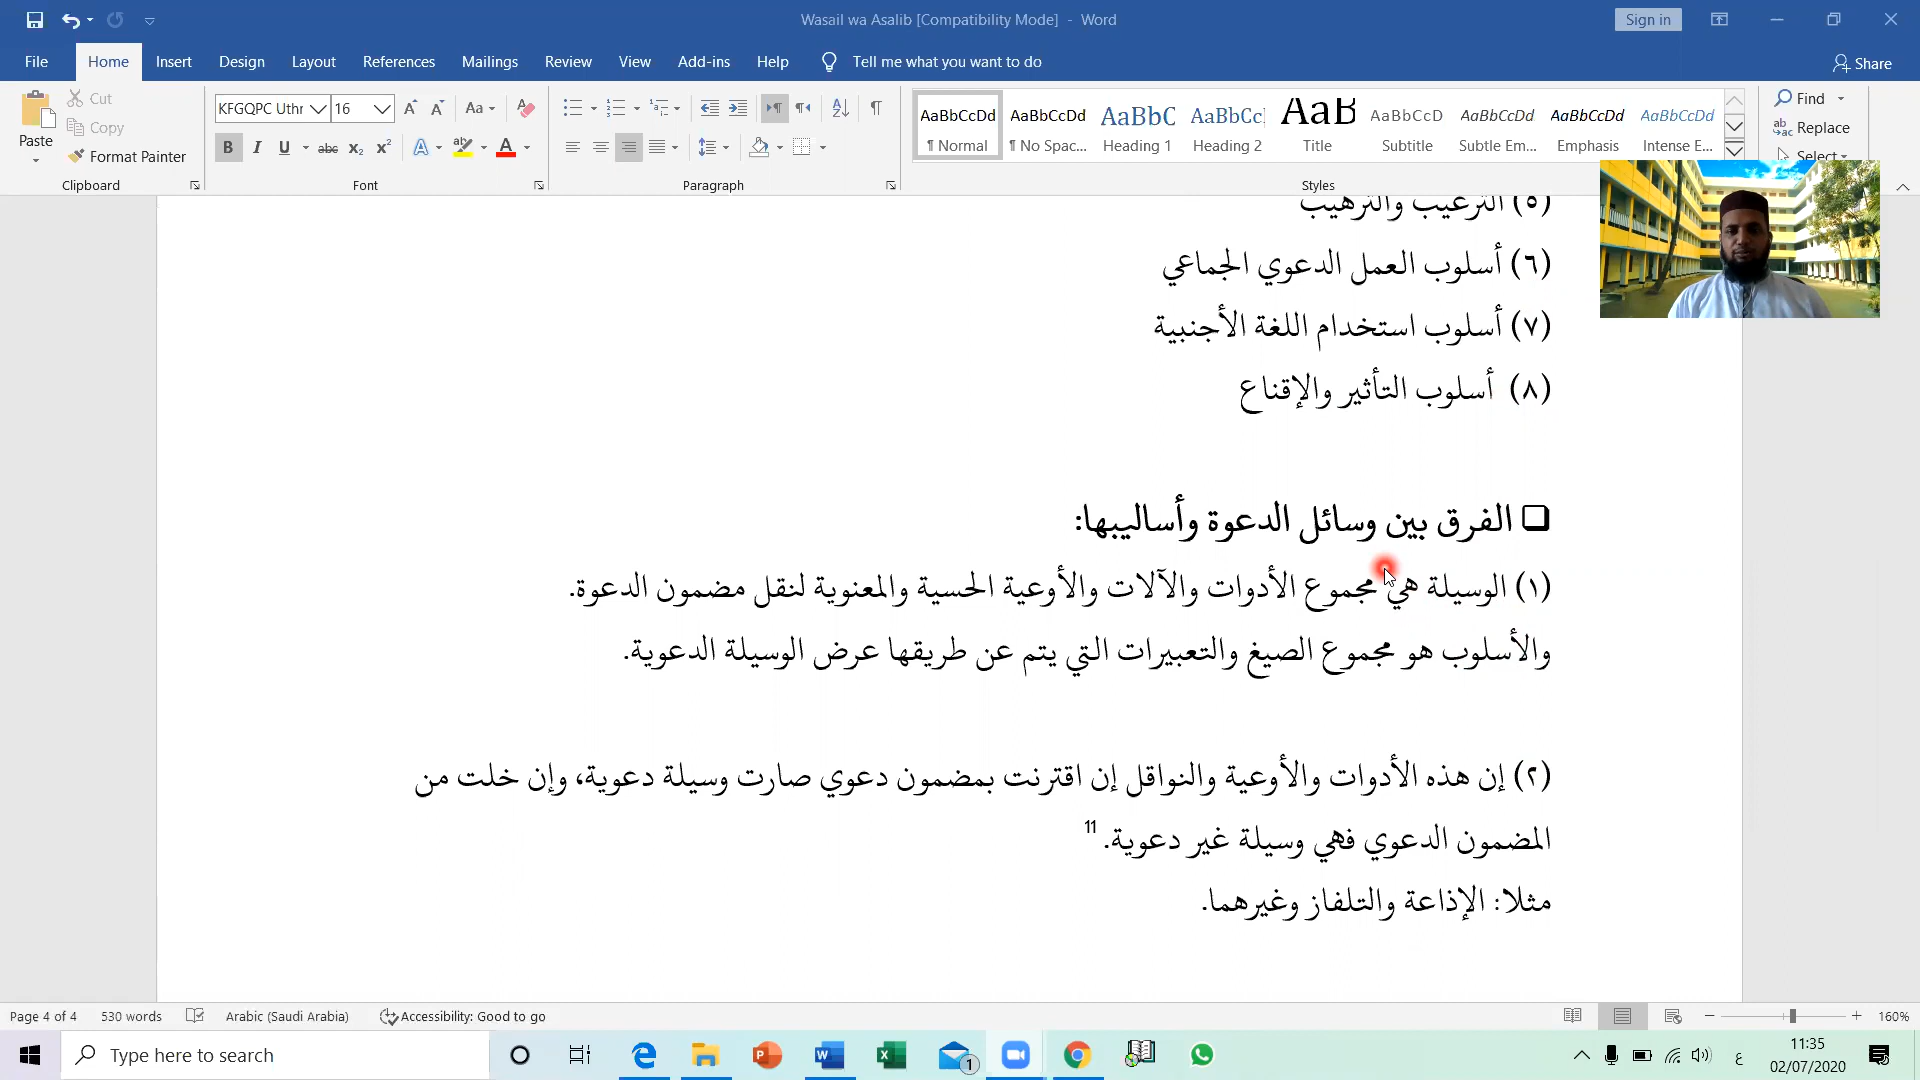 Wasail wa Asalib [Compatibility Mode] - Word
Sign in
File Home Insert Design Layout References Mailings Review View Add-ins Help Tell me what you want to do
Share
Paste
Cut
Copy
Format Painter
Clipboard
KFGQPC Uthr 16
Font
Paragraph
AaBbCcDd AaBbCcDd AaBbC AaBbCc AaB AaBbCcD AaBbCcDd AaBbCcDd AaBbCcDd
¶ Normal ¶ No Spac... Heading 1 Heading 2 Title Subtitle Subtle Em... Emphasis Intense E...
Styles
Find
Replace
Select
(٥) الترغيب والترهيب
(٦) أسلوب العمل الدعوي الجماعي
(٧) أسلوب استخدام اللغة الأجنبية
(٨) أسلوب التأثير والإقناع
الفرق بين وسائل الدعوة وأساليبها:
(١) الوسيلة هي مجموع الأدوات والآلات والأوعية الحسية والمعنوية لنقل مضمون الدعوة.
والأسلوب هو مجموع الصيغ والتعبيرات التي يتم عن طريقها عرض الوسيلة الدعوية.
(٢) إن هذه الأدوات والأوعية والنواقل إن اقترنت بمضمون دعوي صارت وسيلة دعوية، وإن خلت من
المضمون الدعوي فهي وسيلة غير دعوية. 11
مثلا: الإذاعة والتلفاز وغيرهما.
Page 4 of 4 530 words Arabic (Saudi Arabia) Accessibility: Good to go 160%
Type here to search
1
ع
11:35
02/07/2020